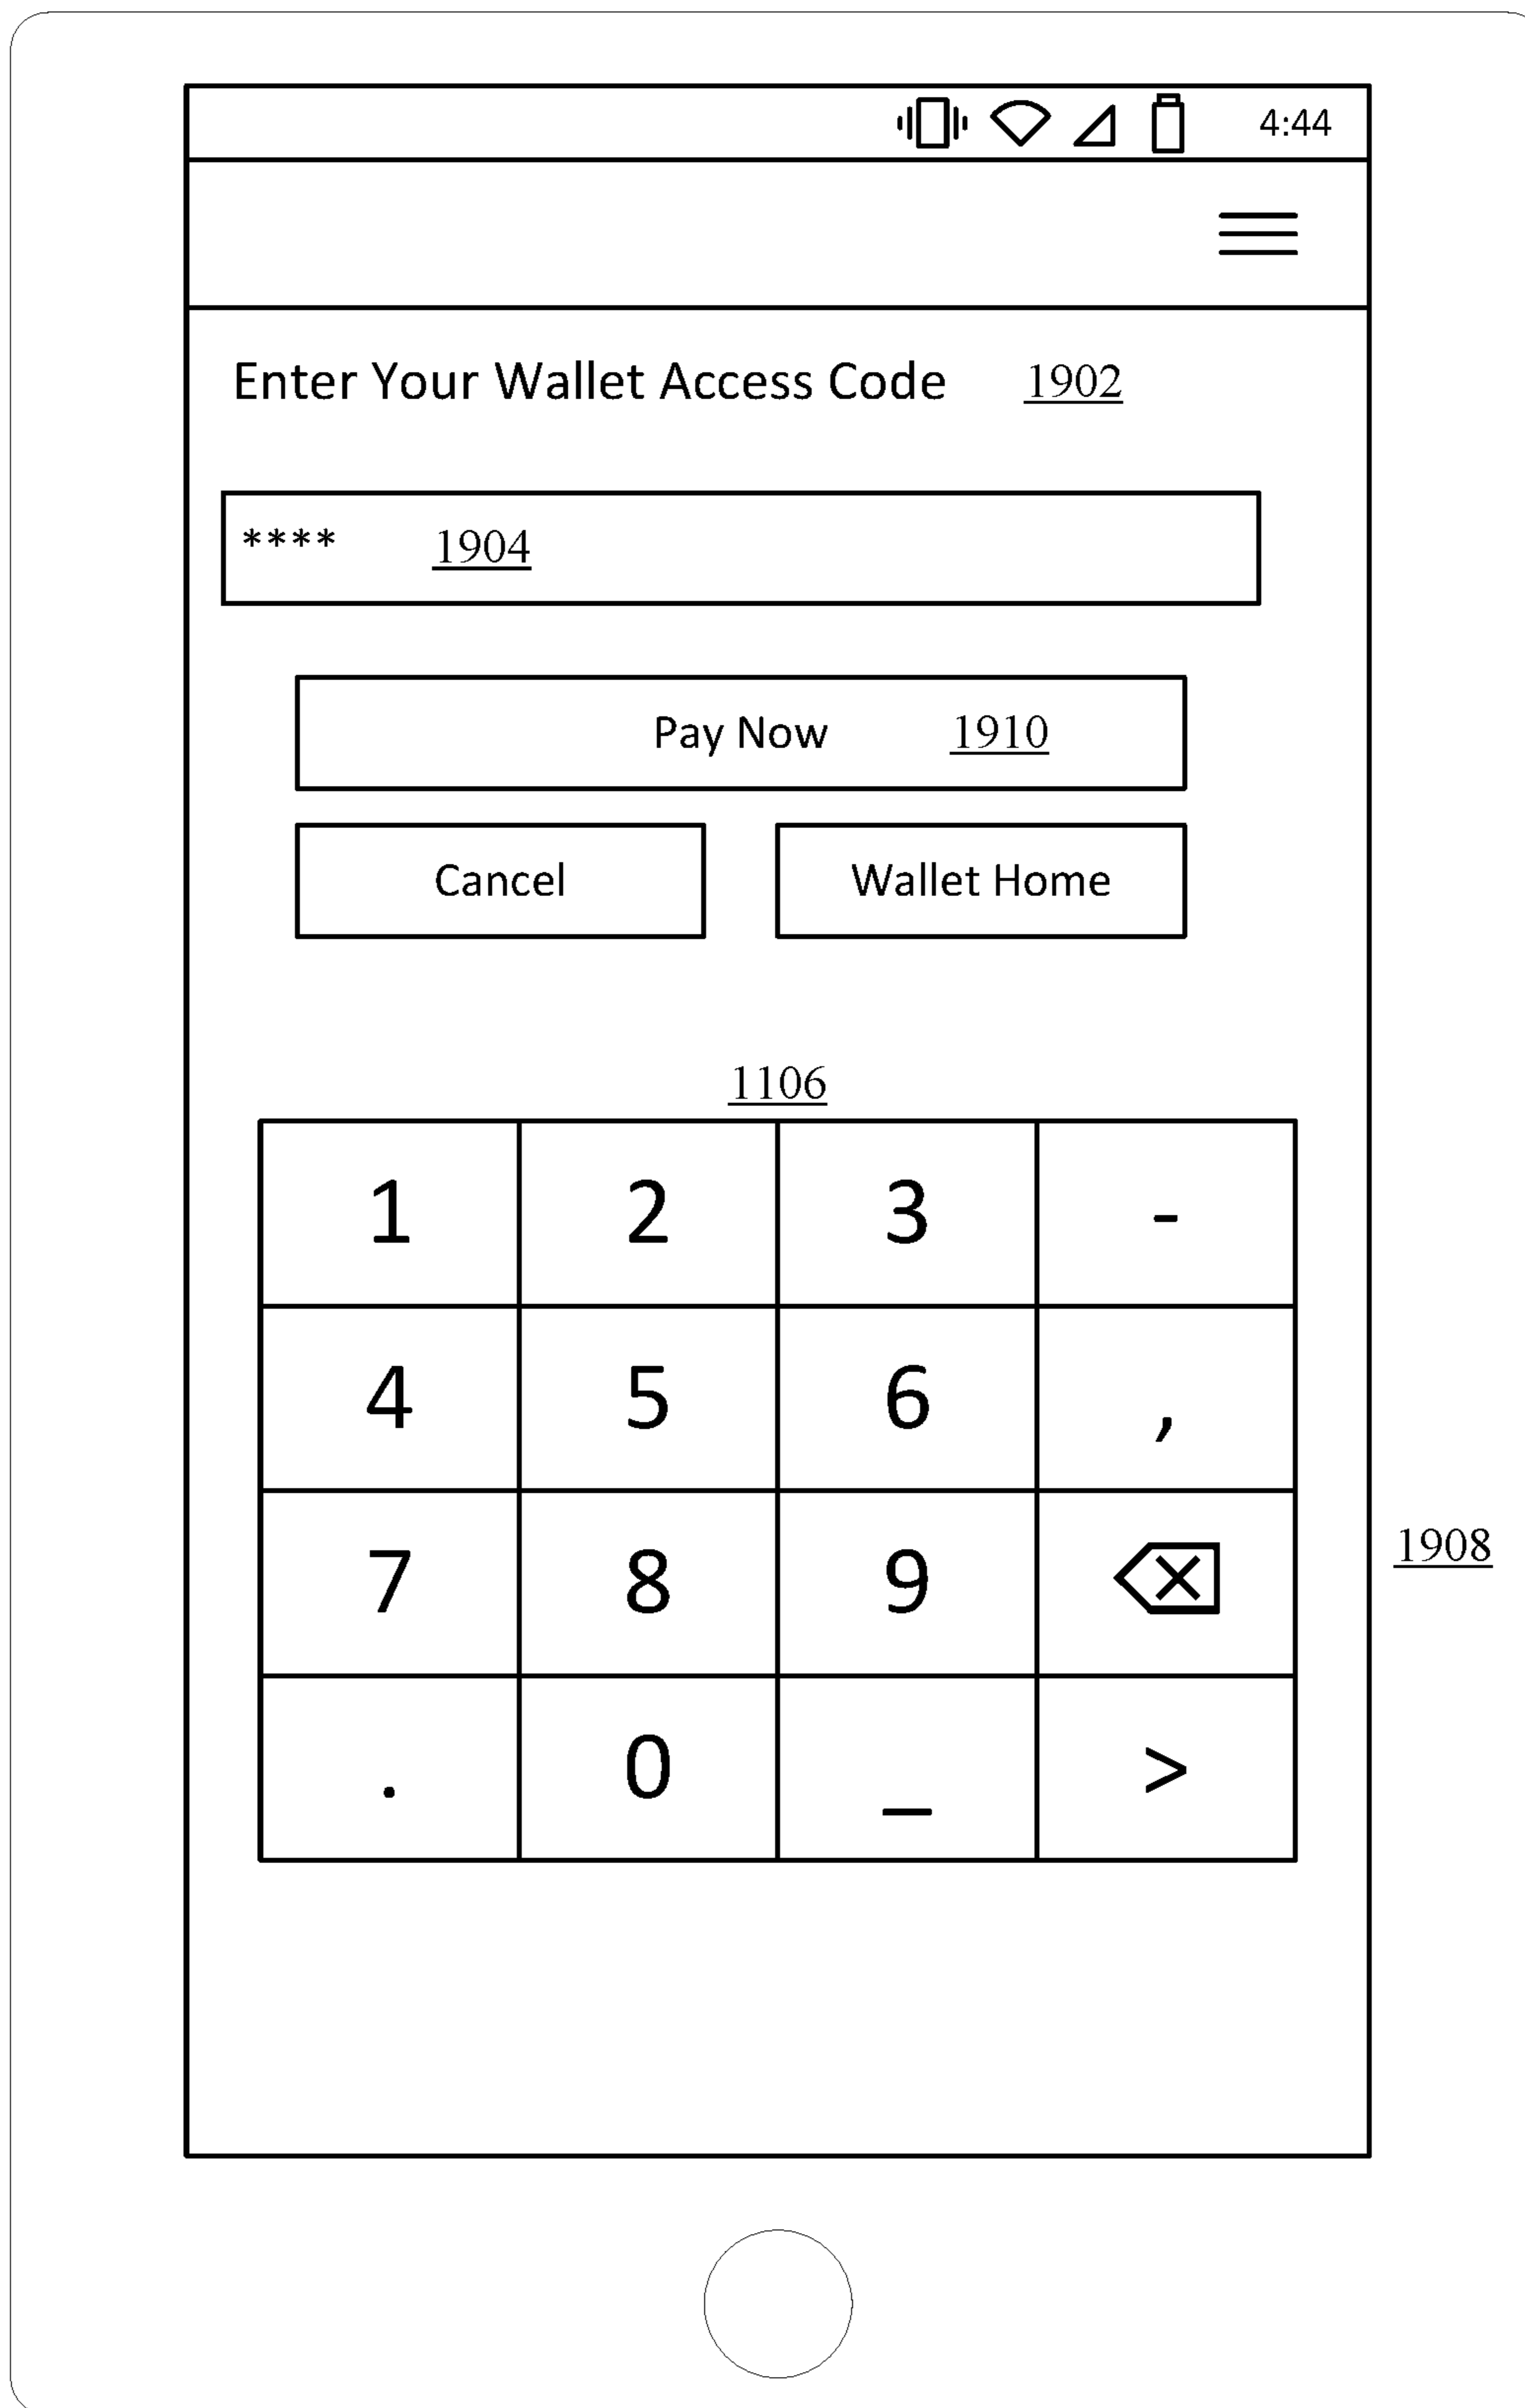 4:44
Enter Your Wallet Access Code 1902
**** 1904
Pay Now 1910
Cancel Wallet Home
1106
1 2 3 -
4 5 6 ,
7 8 9
1908
. 0 _ >